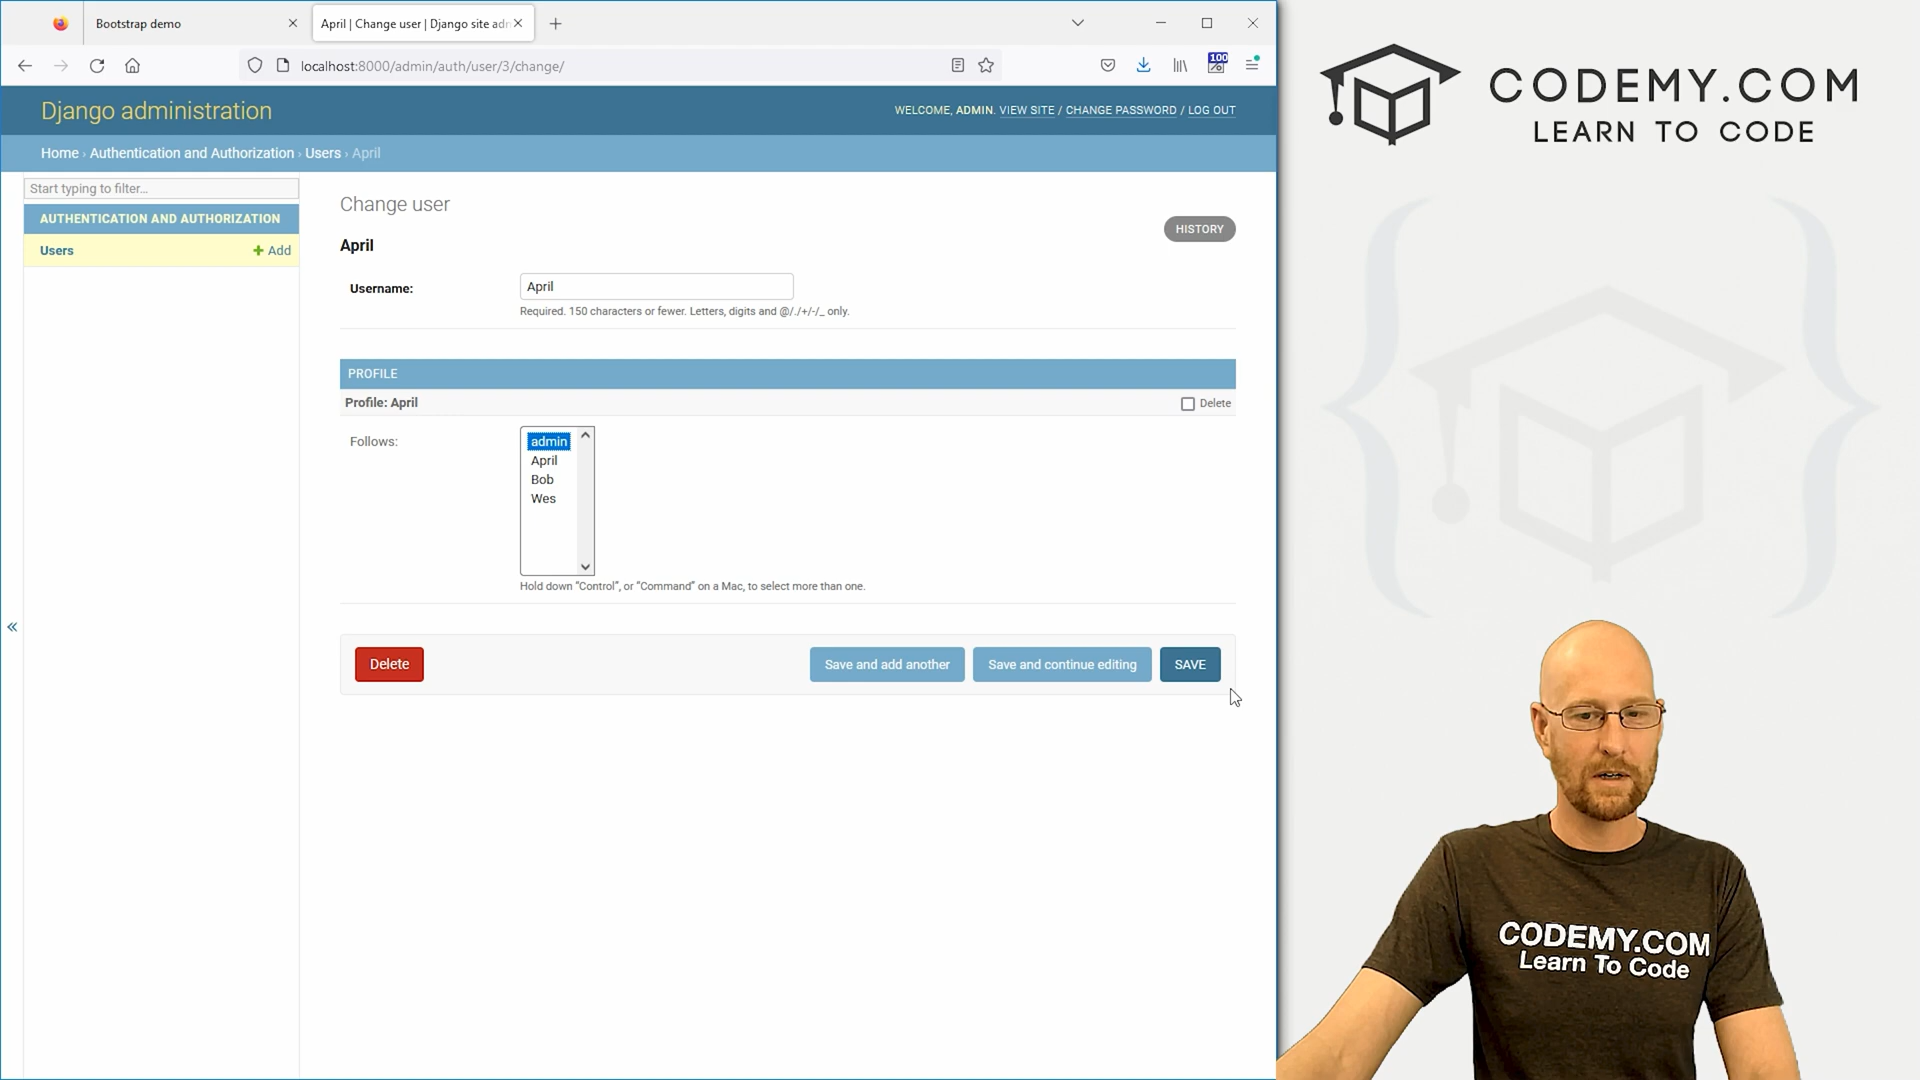 Bootstrap demo
April | Change user | Django site adm
localhost:8000/admin/auth/user/3/change/
100
CODEMY.COM
LEARN TO CODE
Django administration
WELCOME, ADMIN. VIEW SITE / CHANGE PASSWORD / LOG OUT
Home › Authentication and Authorization › Users › April
Start typing to filter...
AUTHENTICATION AND AUTHORIZATION
Users
+ Add
Change user
HISTORY
April
Username:
April
Required. 150 characters or fewer. Letters, digits and @/./+/-/_ only.
PROFILE
Profile: April
Delete
Follows:
admin
April
Bob
Wes
Hold down “Control”, or “Command” on a Mac, to select more than one.
«
Delete
Save and add another
Save and continue editing
SAVE
CODEMY.COM
Learn To Code